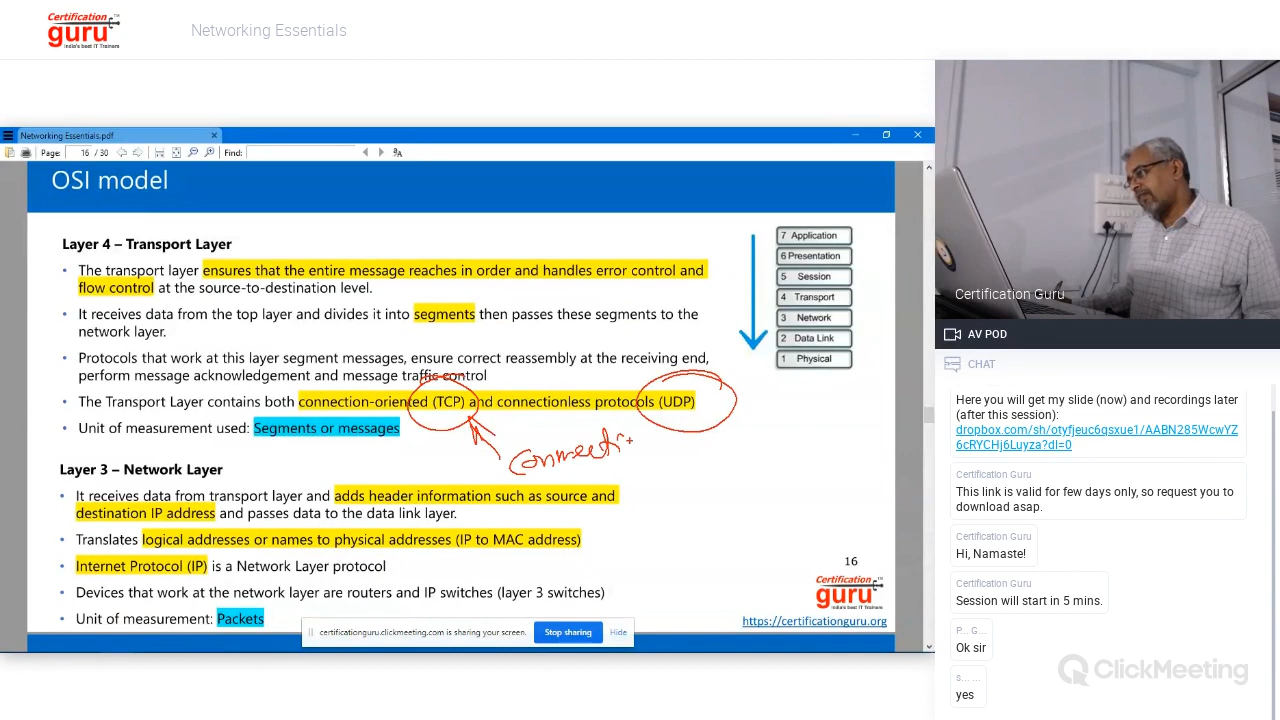 Certification
guru
India's best IT Trainers
Networking Essentials
Networking Essentials.pdf
Page: 16 / 30 Find:
OSI model
Layer 4 – Transport Layer
• The transport layer ensures that the entire message reaches in order and handles error control and
flow control at the source-to-destination level.
• It receives data from the top layer and divides it into segments then passes these segments to the
network layer.
• Protocols that work at this layer segment messages, ensure correct reassembly at the receiving end,
perform message acknowledgement and message traffic control
• The Transport Layer contains both connection-oriented (TCP) and connectionless protocols (UDP)
• Unit of measurement used: Segments or messages
Connecti
Layer 3 – Network Layer
• It receives data from transport layer and adds header information such as source and
destination IP address and passes data to the data link layer.
• Translates logical addresses or names to physical addresses (IP to MAC address)
• Internet Protocol (IP) is a Network Layer protocol
• Devices that work at the network layer are routers and IP switches (layer 3 switches)
• Unit of measurement: Packets
7 Application
6 Presentation
5 Session
4 Transport
3 Network
2 Data Link
1 Physical
16
Certification
guru
India's best IT Trainers
https://certificationguru.org
certificationguru.clickmeeting.com is sharing your screen. Stop sharing Hide
Certification Guru
AV POD
CHAT
Here you will get my slide (now) and recordings later
(after this session):
dropbox.com/sh/otyfjeuc6qsxue1/AABN285WcwYZ
6cRYCHj6Luyza?dl=0
Certification Guru
This link is valid for few days only, so request you to
download asap.
Certification Guru
Hi, Namaste!
Certification Guru
Session will start in 5 mins.
P... G...
Ok sir
s... ...
yes
ClickMeeting